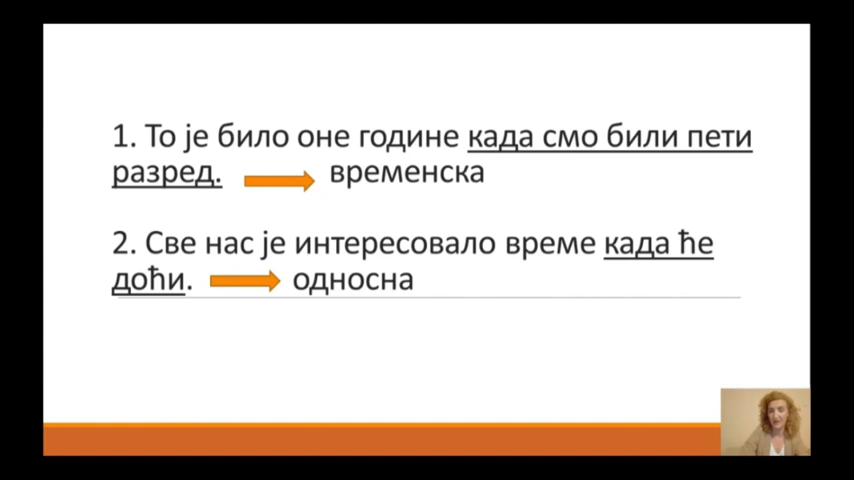 1. То је било оне године када смо били пети
разред. временска
2. Све нас је интересовало време када ће
доћи. односна